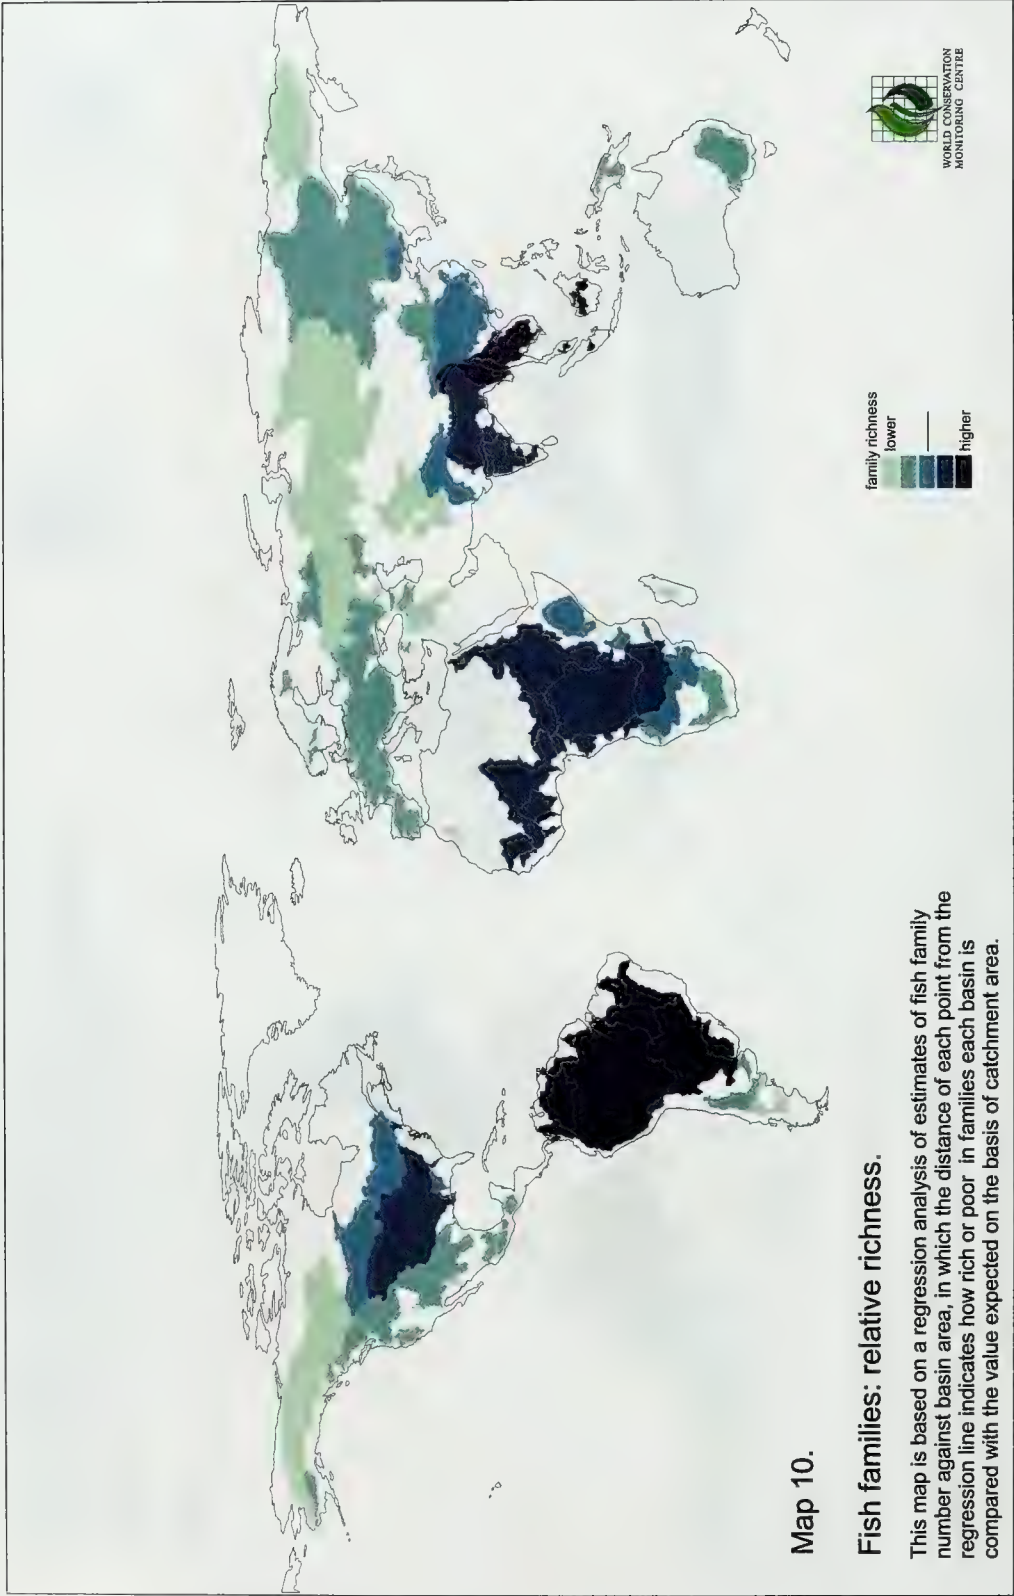 Map 10.
Fish families: relative richness.
This map is based on a regression analysis of estimates of fish family
number against basin area, in which the distance of each point from the
regression line indicates how rich or poor in families each basin is
compared with the value expected on the basis of catchment area.
family richness
lower
higher
WORLD CONSERVATION
MONITORING CENTRE